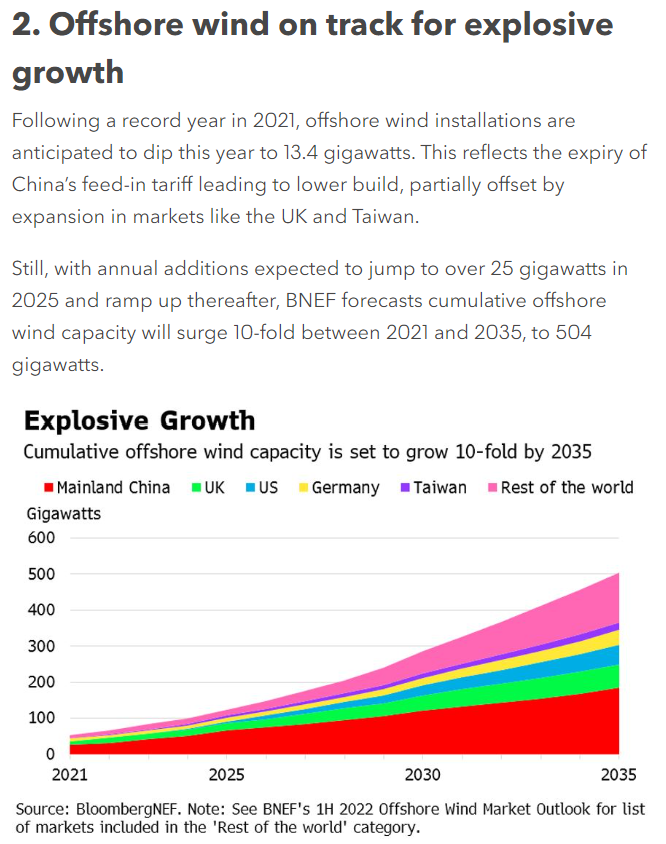 2. Offshore wind on track for explosive
growth
Following a record year in 2021, offshore wind installations are
anticipated to dip this year to 13.4 gigawatts. This reflects the expiry of
China’s feed-in tariff leading to lower build, partially offset by
expansion in markets like the UK and Taiwan.
Still, with annual additions expected to jump to over 25 gigawatts in
2025 and ramp up thereafter, BNEF forecasts cumulative offshore
wind capacity will surge 10-fold between 2021 and 2035, to 504
gigawatts.
Explosive Growth
Cumulative offshore wind capacity is set to grow 10-fold by 2035
Mainland China UK US Germany Taiwan Rest of the world
Gigawatts
600
500
400
300
200
100
0
2021 2025 2030 2035
Source: BloombergNEF. Note: See BNEF's 1H 2022 Offshore Wind Market Outlook for list
of markets included in the 'Rest of the world' category.